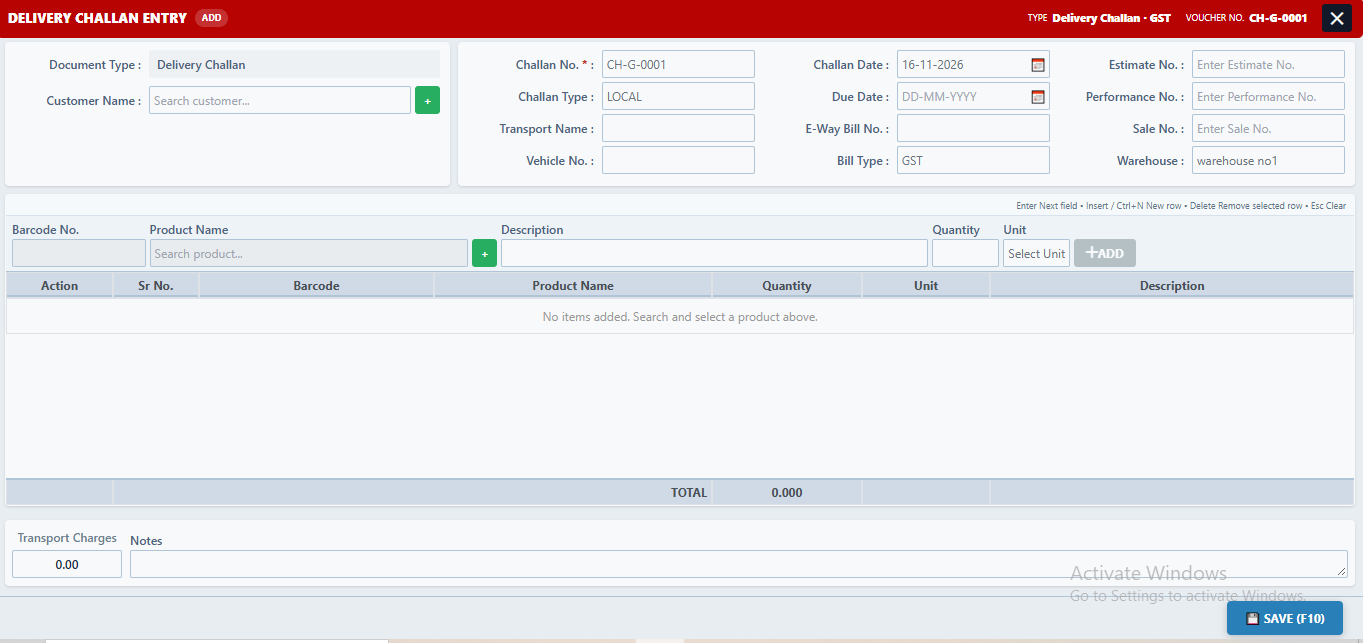 DELIVERY CHALLAN ENTRY ADD TYPE Delivery Challan · GST VOUCHER NO. CH-G-0001
Document Type : Delivery Challan
Customer Name : Search customer... +
Challan No. * : CH-G-0001 Challan Date : 16-11-2026 Estimate No. : Enter Estimate No.
Challan Type : LOCAL Due Date : DD-MM-YYYY Performance No. : Enter Performance No.
Transport Name : E-Way Bill No. : Sale No. : Enter Sale No.
Vehicle No. : Bill Type : GST Warehouse : warehouse no1
Enter Next field • Insert / Ctrl+N New row • Delete Remove selected row • Esc Clear
Barcode No. Product Name Description Quantity Unit
Search product... + Select Unit +ADD
Action Sr No. Barcode Product Name Quantity Unit Description
No items added. Search and select a product above.
TOTAL 0.000
Transport Charges Notes
0.00
Activate Windows
Go to Settings to activate Windows.
SAVE (F10)